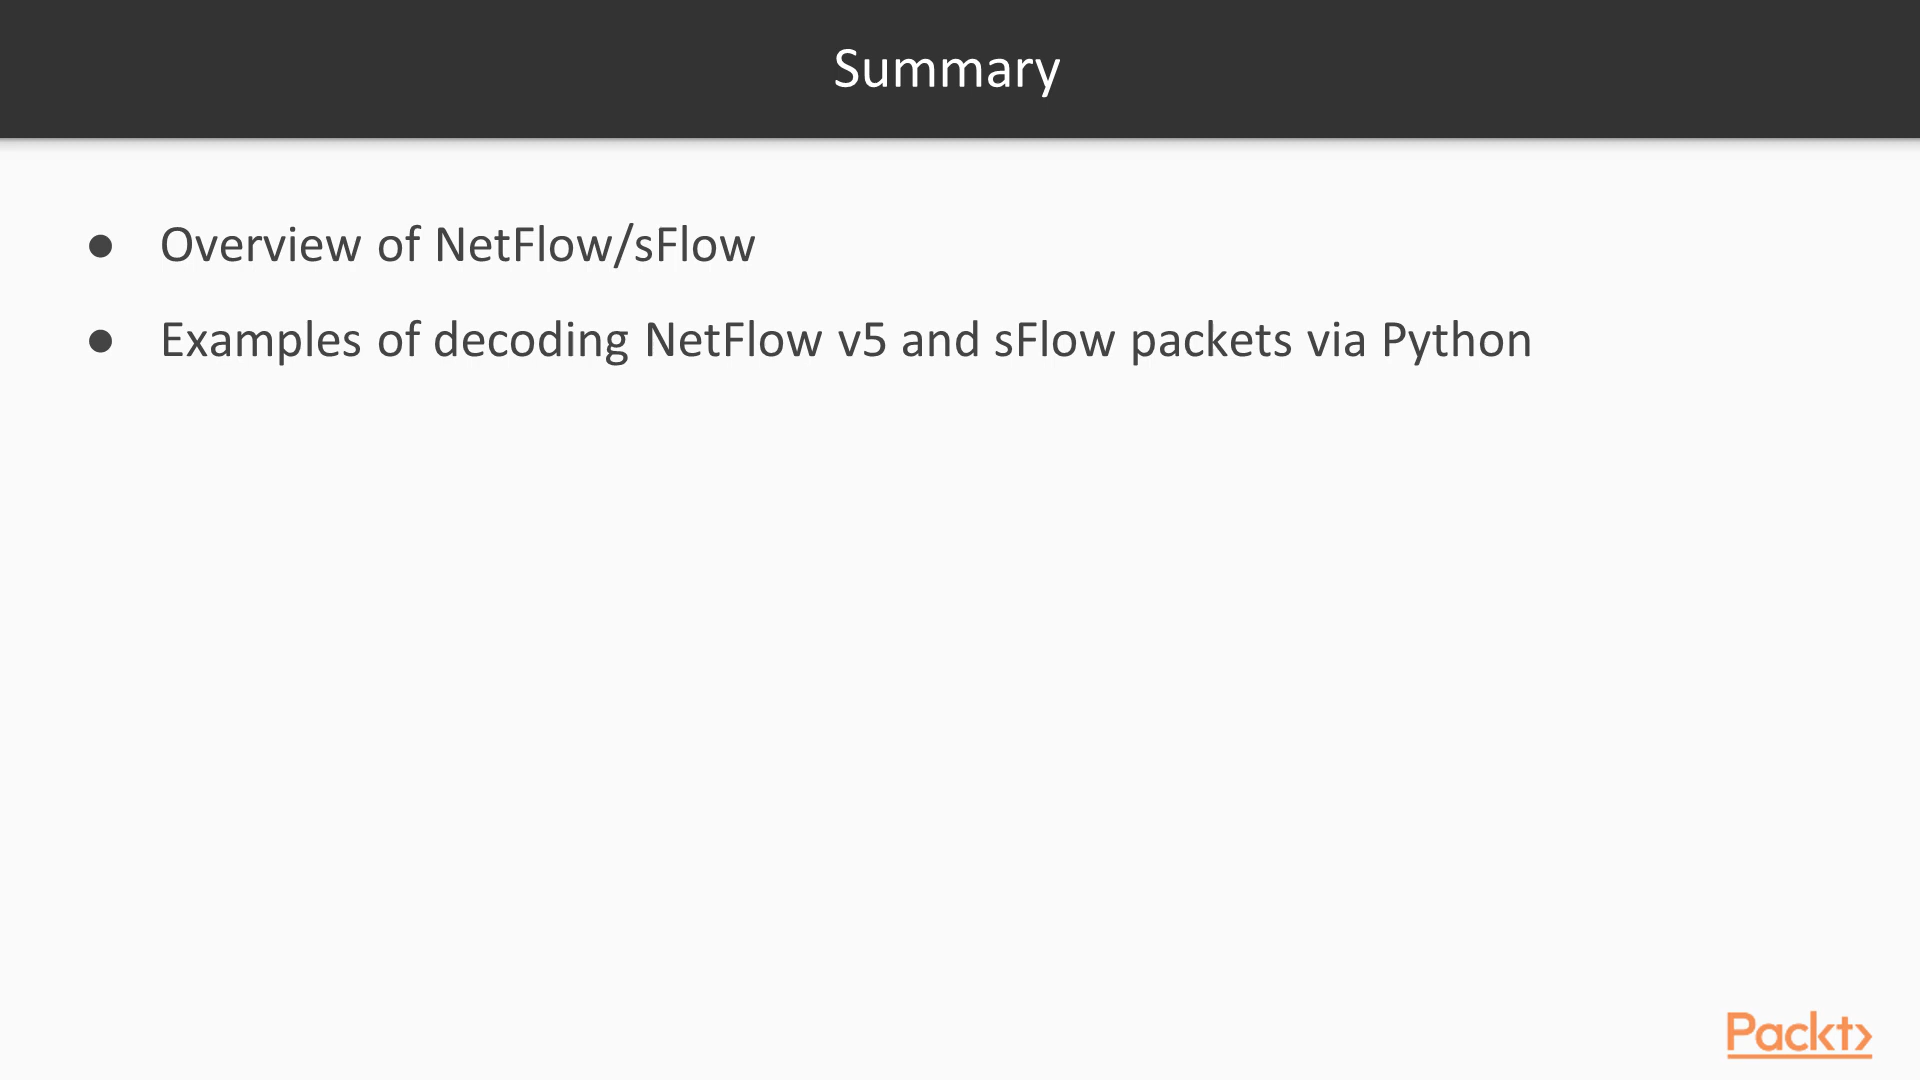 Summary
● Overview of NetFlow/sFlow
● Examples of decoding NetFlow v5 and sFlow packets via Python
Packt>